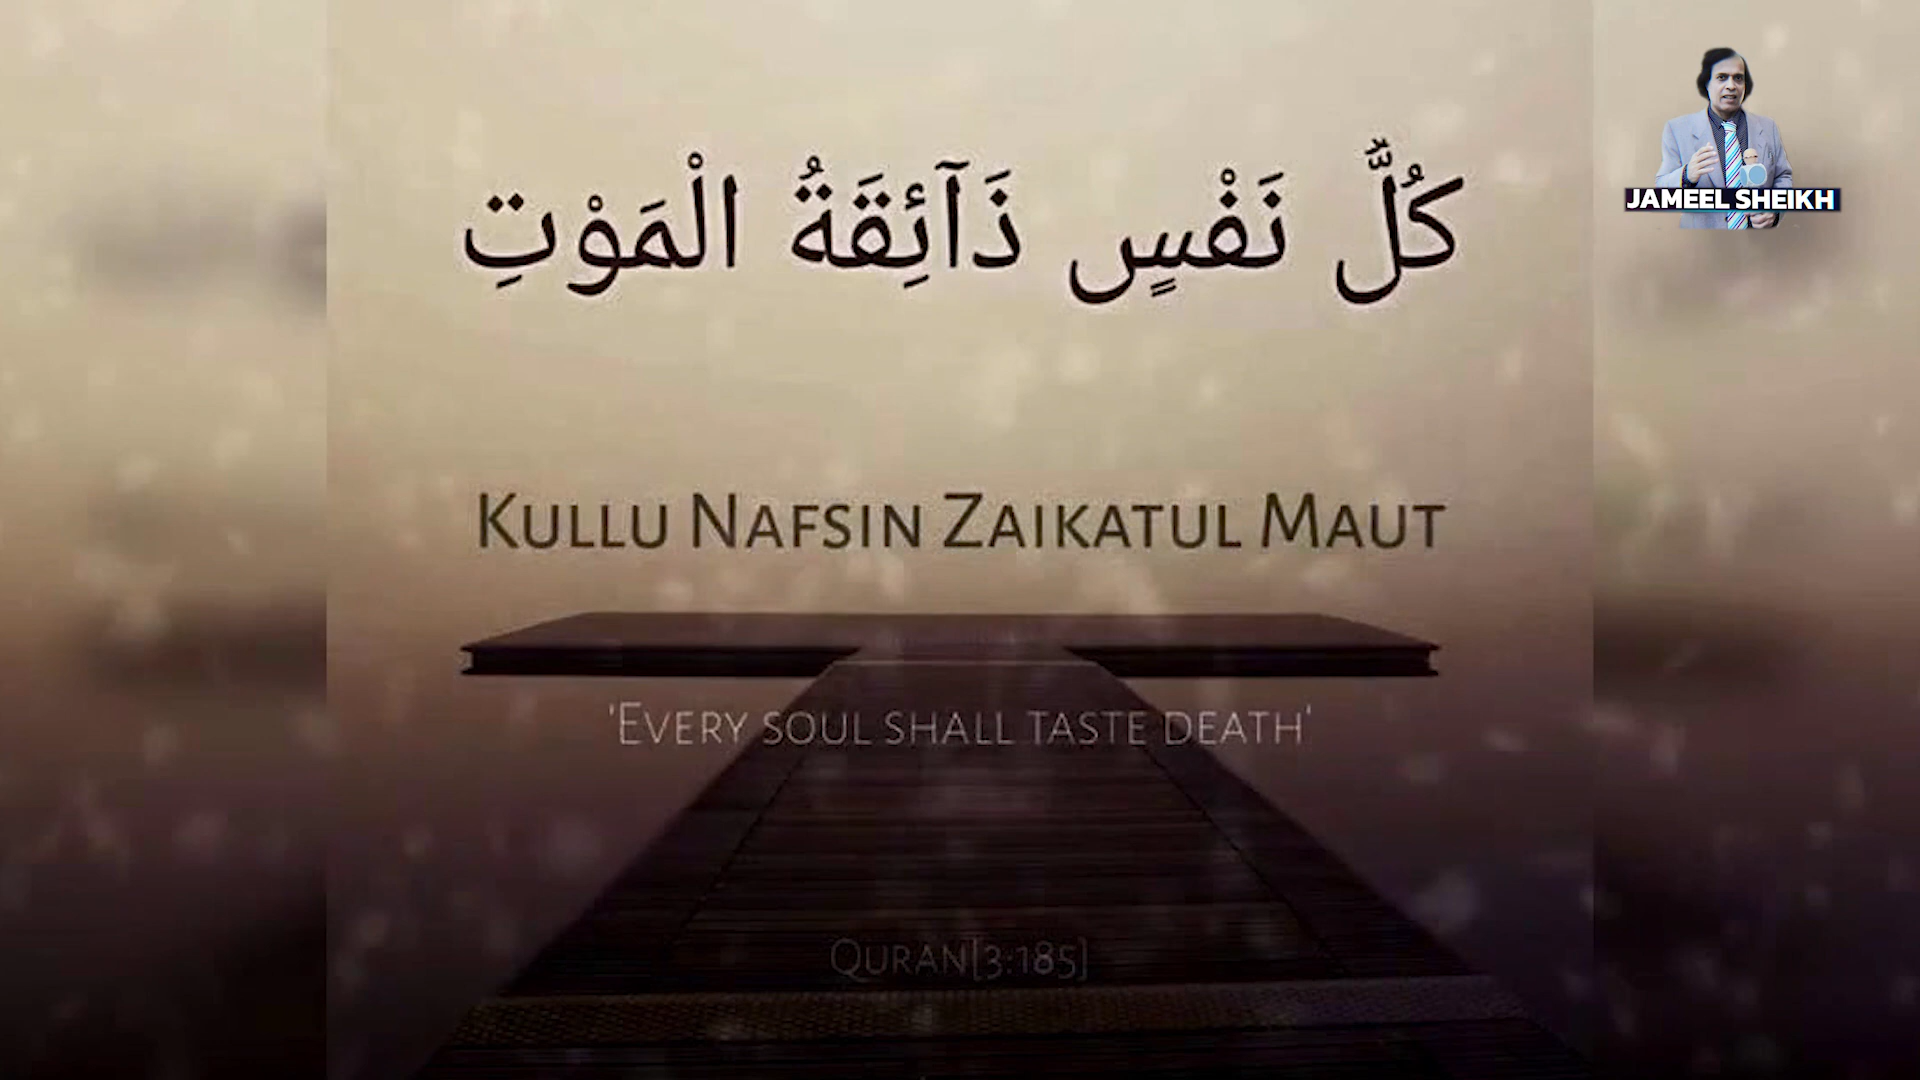 كُلُّ نَفْسٍ ذَآئِقَةُ الْمَوْتِ
JAMEEL SHEIKH
KULLU NAFSIN ZAIKATUL MAUT
'EVERY SOUL SHALL TASTE DEATH'
QURAN[3:185]